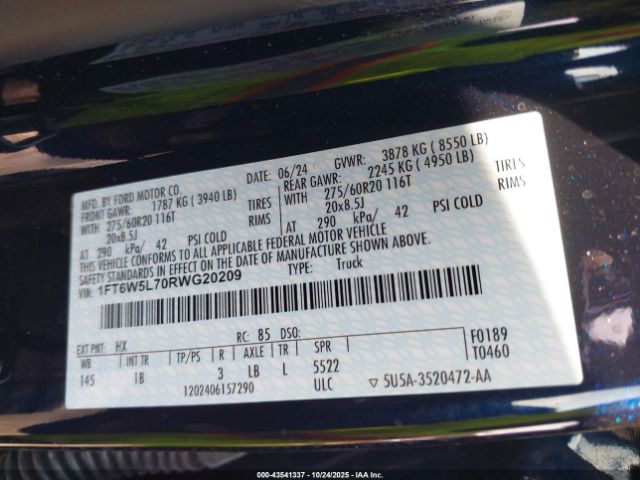 MFD. BY FORD MOTOR CO.
DATE: 06/24 GVWR: 3878 KG ( 8550 LB)
FRONT GAWR: 1787 KG ( 3940 LB) REAR GAWR: 2245 KG ( 4950 LB)
WITH 275/60R20 116T TIRES WITH 275/60R20 116T TIRES
20x8.5J RIMS 20x8.5J RIMS
AT 290 kPa/ 42 PSI COLD AT 290 kPa/ 42 PSI COLD
THIS VEHICLE CONFORMS TO ALL APPLICABLE FEDERAL MOTOR VEHICLE
SAFETY STANDARDS IN EFFECT ON THE DATE OF MANUFACTURE SHOWN ABOVE.
VIN: 1FT6W5L70RWG20209 TYPE: Truck
EXT PNT: HX RC: 85 DSO: F0189
WB INT TR TP/PS R AXLE TR SPR T0460
145 IB 3 LB L 5522
1202406157290 ULC ▽ 5U5A-3520472-AA
000-43541337 - 10/24/2025 - IAA Inc.